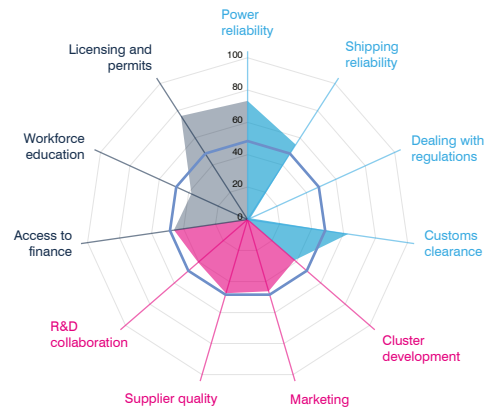 Power
reliability
Shipping
reliability
Dealing with
regulations
Customs
clearance
Cluster
development
Marketing
Supplier quality
R&D
collaboration
Access to
finance
Workforce
education
Licensing and
permits
100
80
60
40
20
0